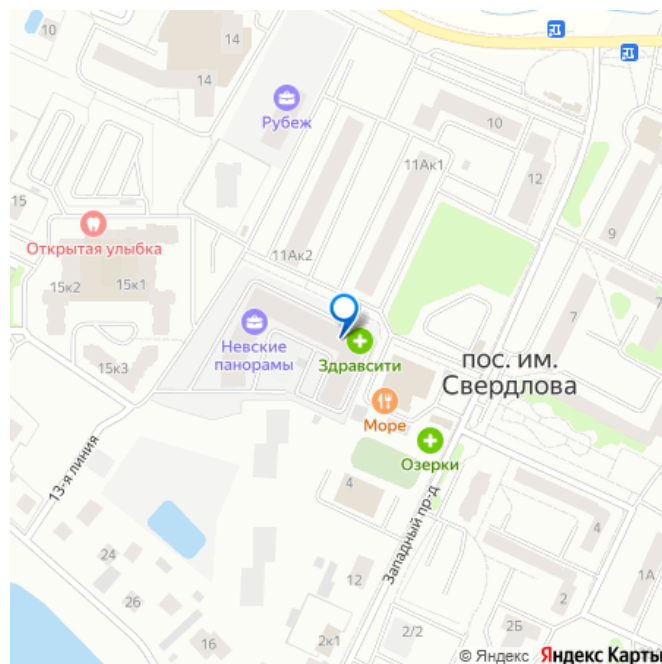 10
14
14
Рубеж
10
11Ак1
12
15
9
Открытая улыбка
11Ак2
15к2
15к1
7
7
Невские
панорамы
Здравсити
пос. им.
Свердлова
15к3
Море
Озерки
13-я линия
4
Западный пр-д
4
24
12
1А
26
2
16
2к1
2/2
2Б
© Яндекс Яндекс Карты